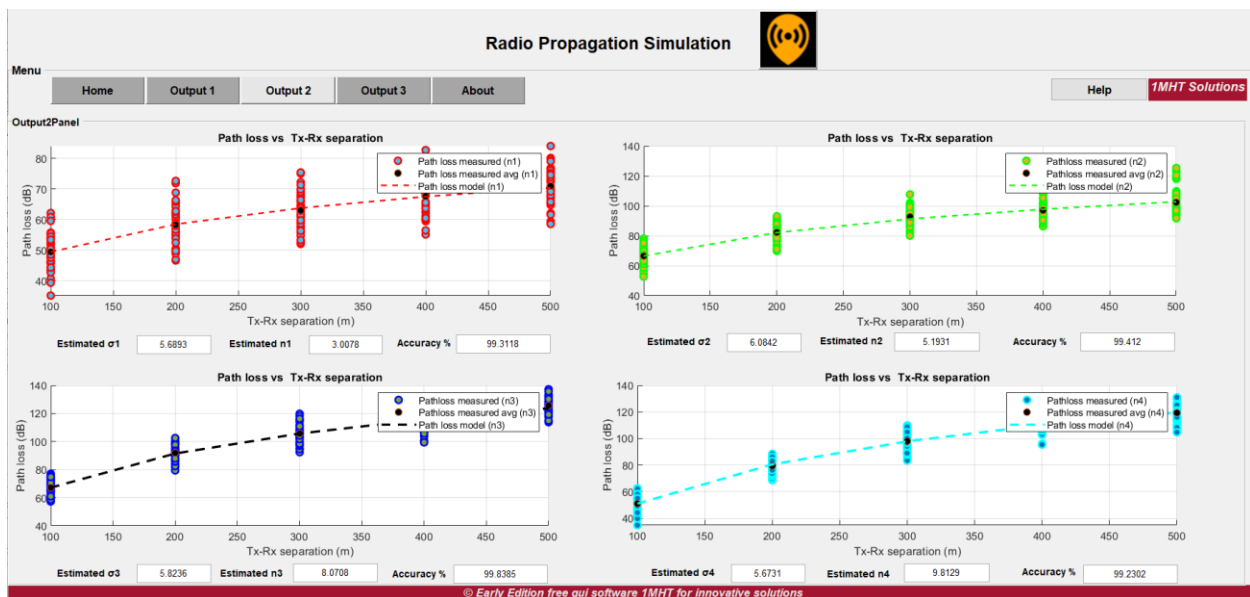 Radio Propagation Simulation
Menu
Home Output 1 Output 2 Output 3 About Help 1MHT Solutions
Output2Panel
Path loss vs Tx-Rx separation
Path loss measured (n1)
Path loss measured avg (n1)
Path loss model (n1)
Path loss (dB)
80
70
60
50
40
100 150 200 250 300 350 400 450 500
Tx-Rx separation (m)
Estimated σ1 5.6893 Estimated n1 3.0078 Accuracy % 99.3118
Path loss vs Tx-Rx separation
Pathloss measured (n2)
Pathloss measured avg (n2)
Path loss model (n2)
Path loss (dB)
140
120
100
80
60
40
100 150 200 250 300 350 400 450 500
Tx-Rx separation (m)
Estimated σ2 6.0842 Estimated n2 5.1931 Accuracy % 99.412
Path loss vs Tx-Rx separation
Pathloss measured (n3)
Pathloss measured avg (n3)
Path loss model (n3)
Path loss (dB)
140
120
100
80
60
40
100 150 200 250 300 350 400 450 500
Tx-Rx separation (m)
Estimated σ3 5.8236 Estimated n3 8.0708 Accuracy % 99.8385
Path loss vs Tx-Rx separation
Pathloss measured (n4)
Pathloss measured avg (n4)
Path loss model (n4)
Path loss (dB)
140
120
100
80
60
40
100 150 200 250 300 350 400 450 500
Tx-Rx separation (m)
Estimated σ4 5.6731 Estimated n4 9.8129 Accuracy % 99.2302
© Early Edition free gui software 1MHT for innovative solutions